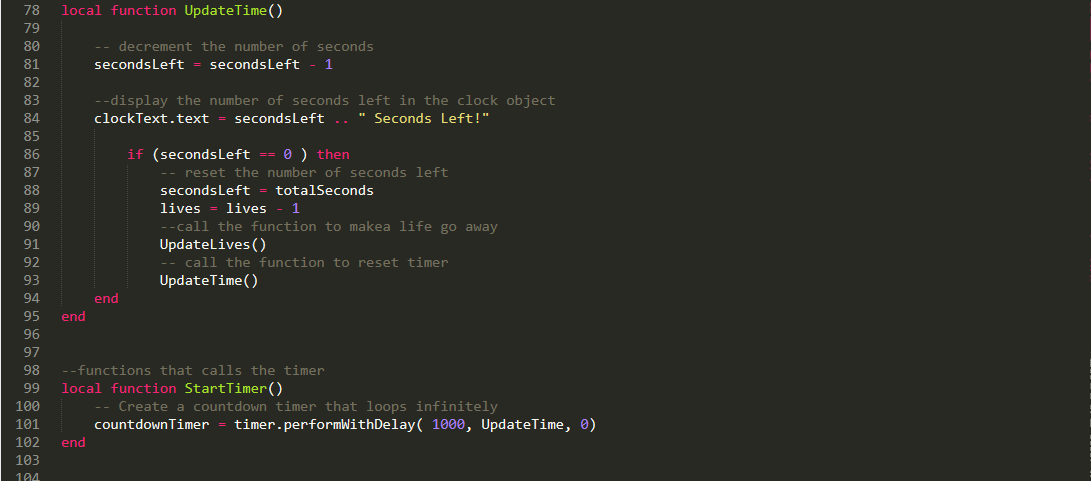 78 local function UpdateTime()
79
80 -- decrement the number of seconds
81 secondsLeft = secondsLeft - 1
82
83 --display the number of seconds left in the clock object
84 clockText.text = secondsLeft .. " Seconds Left!"
85
86 if (secondsLeft == 0 ) then
87 -- reset the number of seconds left
88 secondsLeft = totalSeconds
89 lives = lives - 1
90 --call the function to makea life go away
91 UpdateLives()
92 -- call the function to reset timer
93 UpdateTime()
94 end
95 end
96
97
98 --functions that calls the timer
99 local function StartTimer()
100 -- Create a countdown timer that loops infinitely
101 countdownTimer = timer.performWithDelay( 1000, UpdateTime, 0)
102 end
103
104